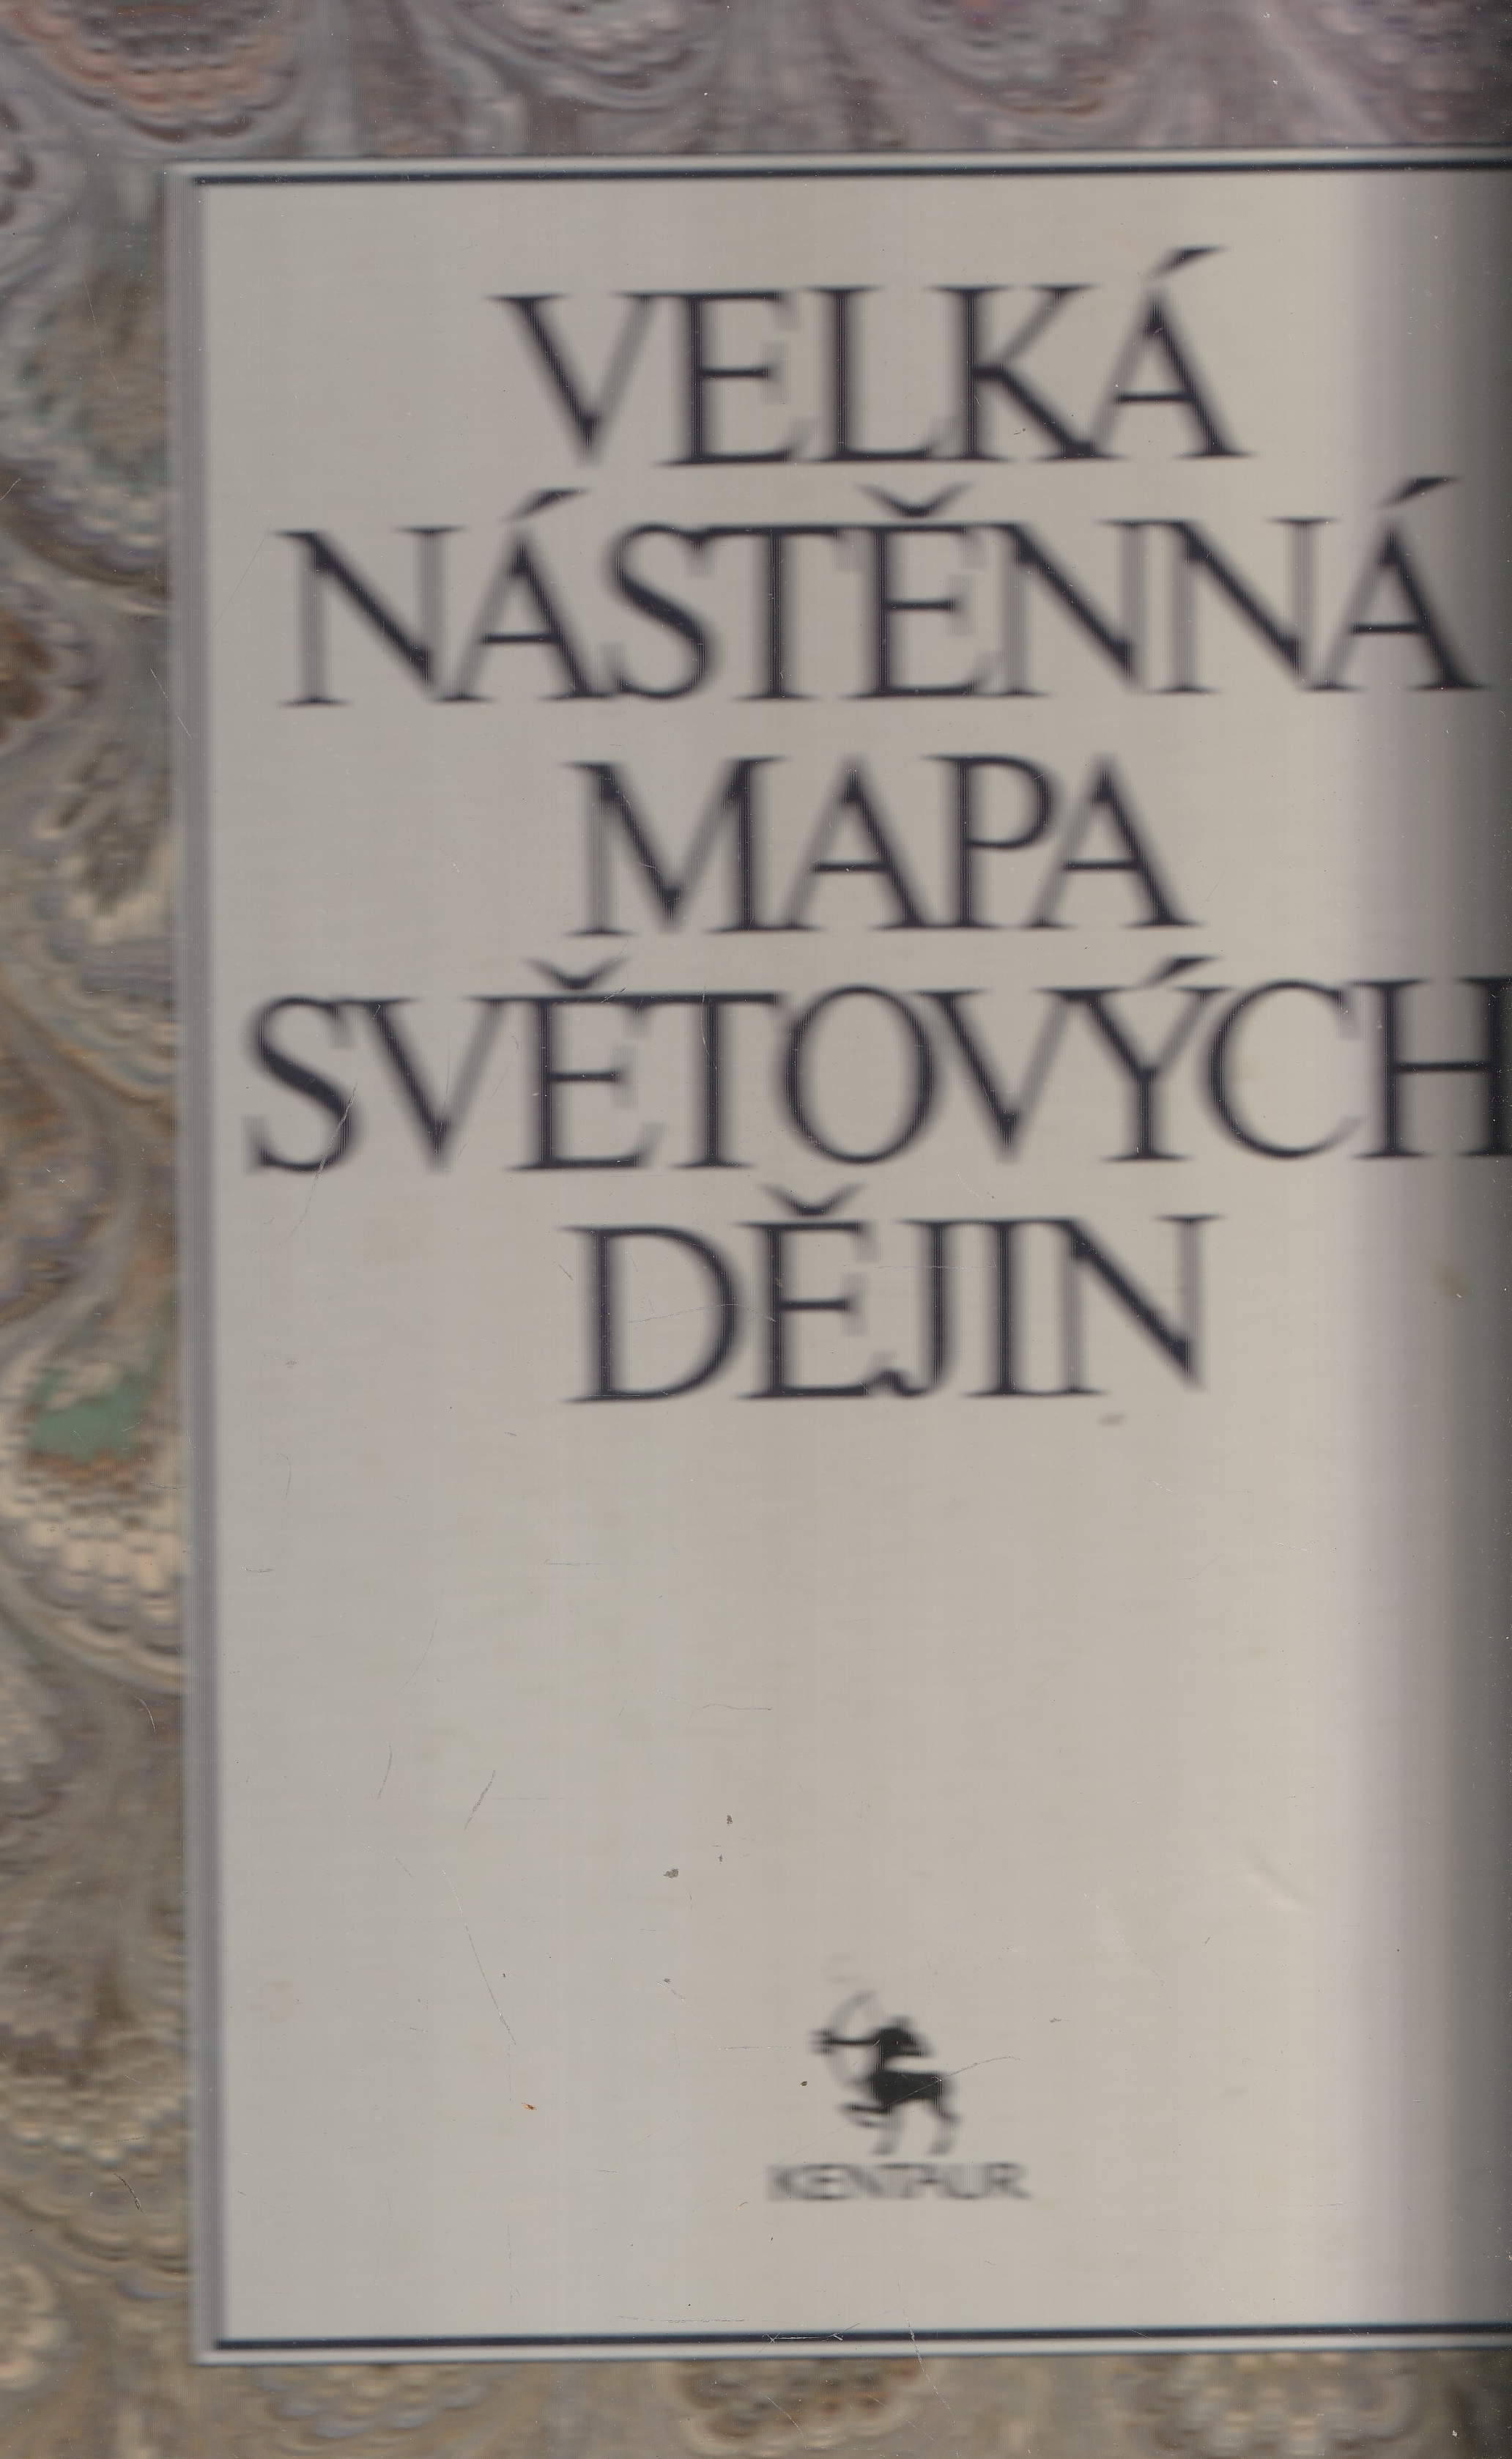 VELKÁ
NÁSTĚNNÁ
MAPA
SVĚTOVÝCH
DĚJIN
KENTAUR